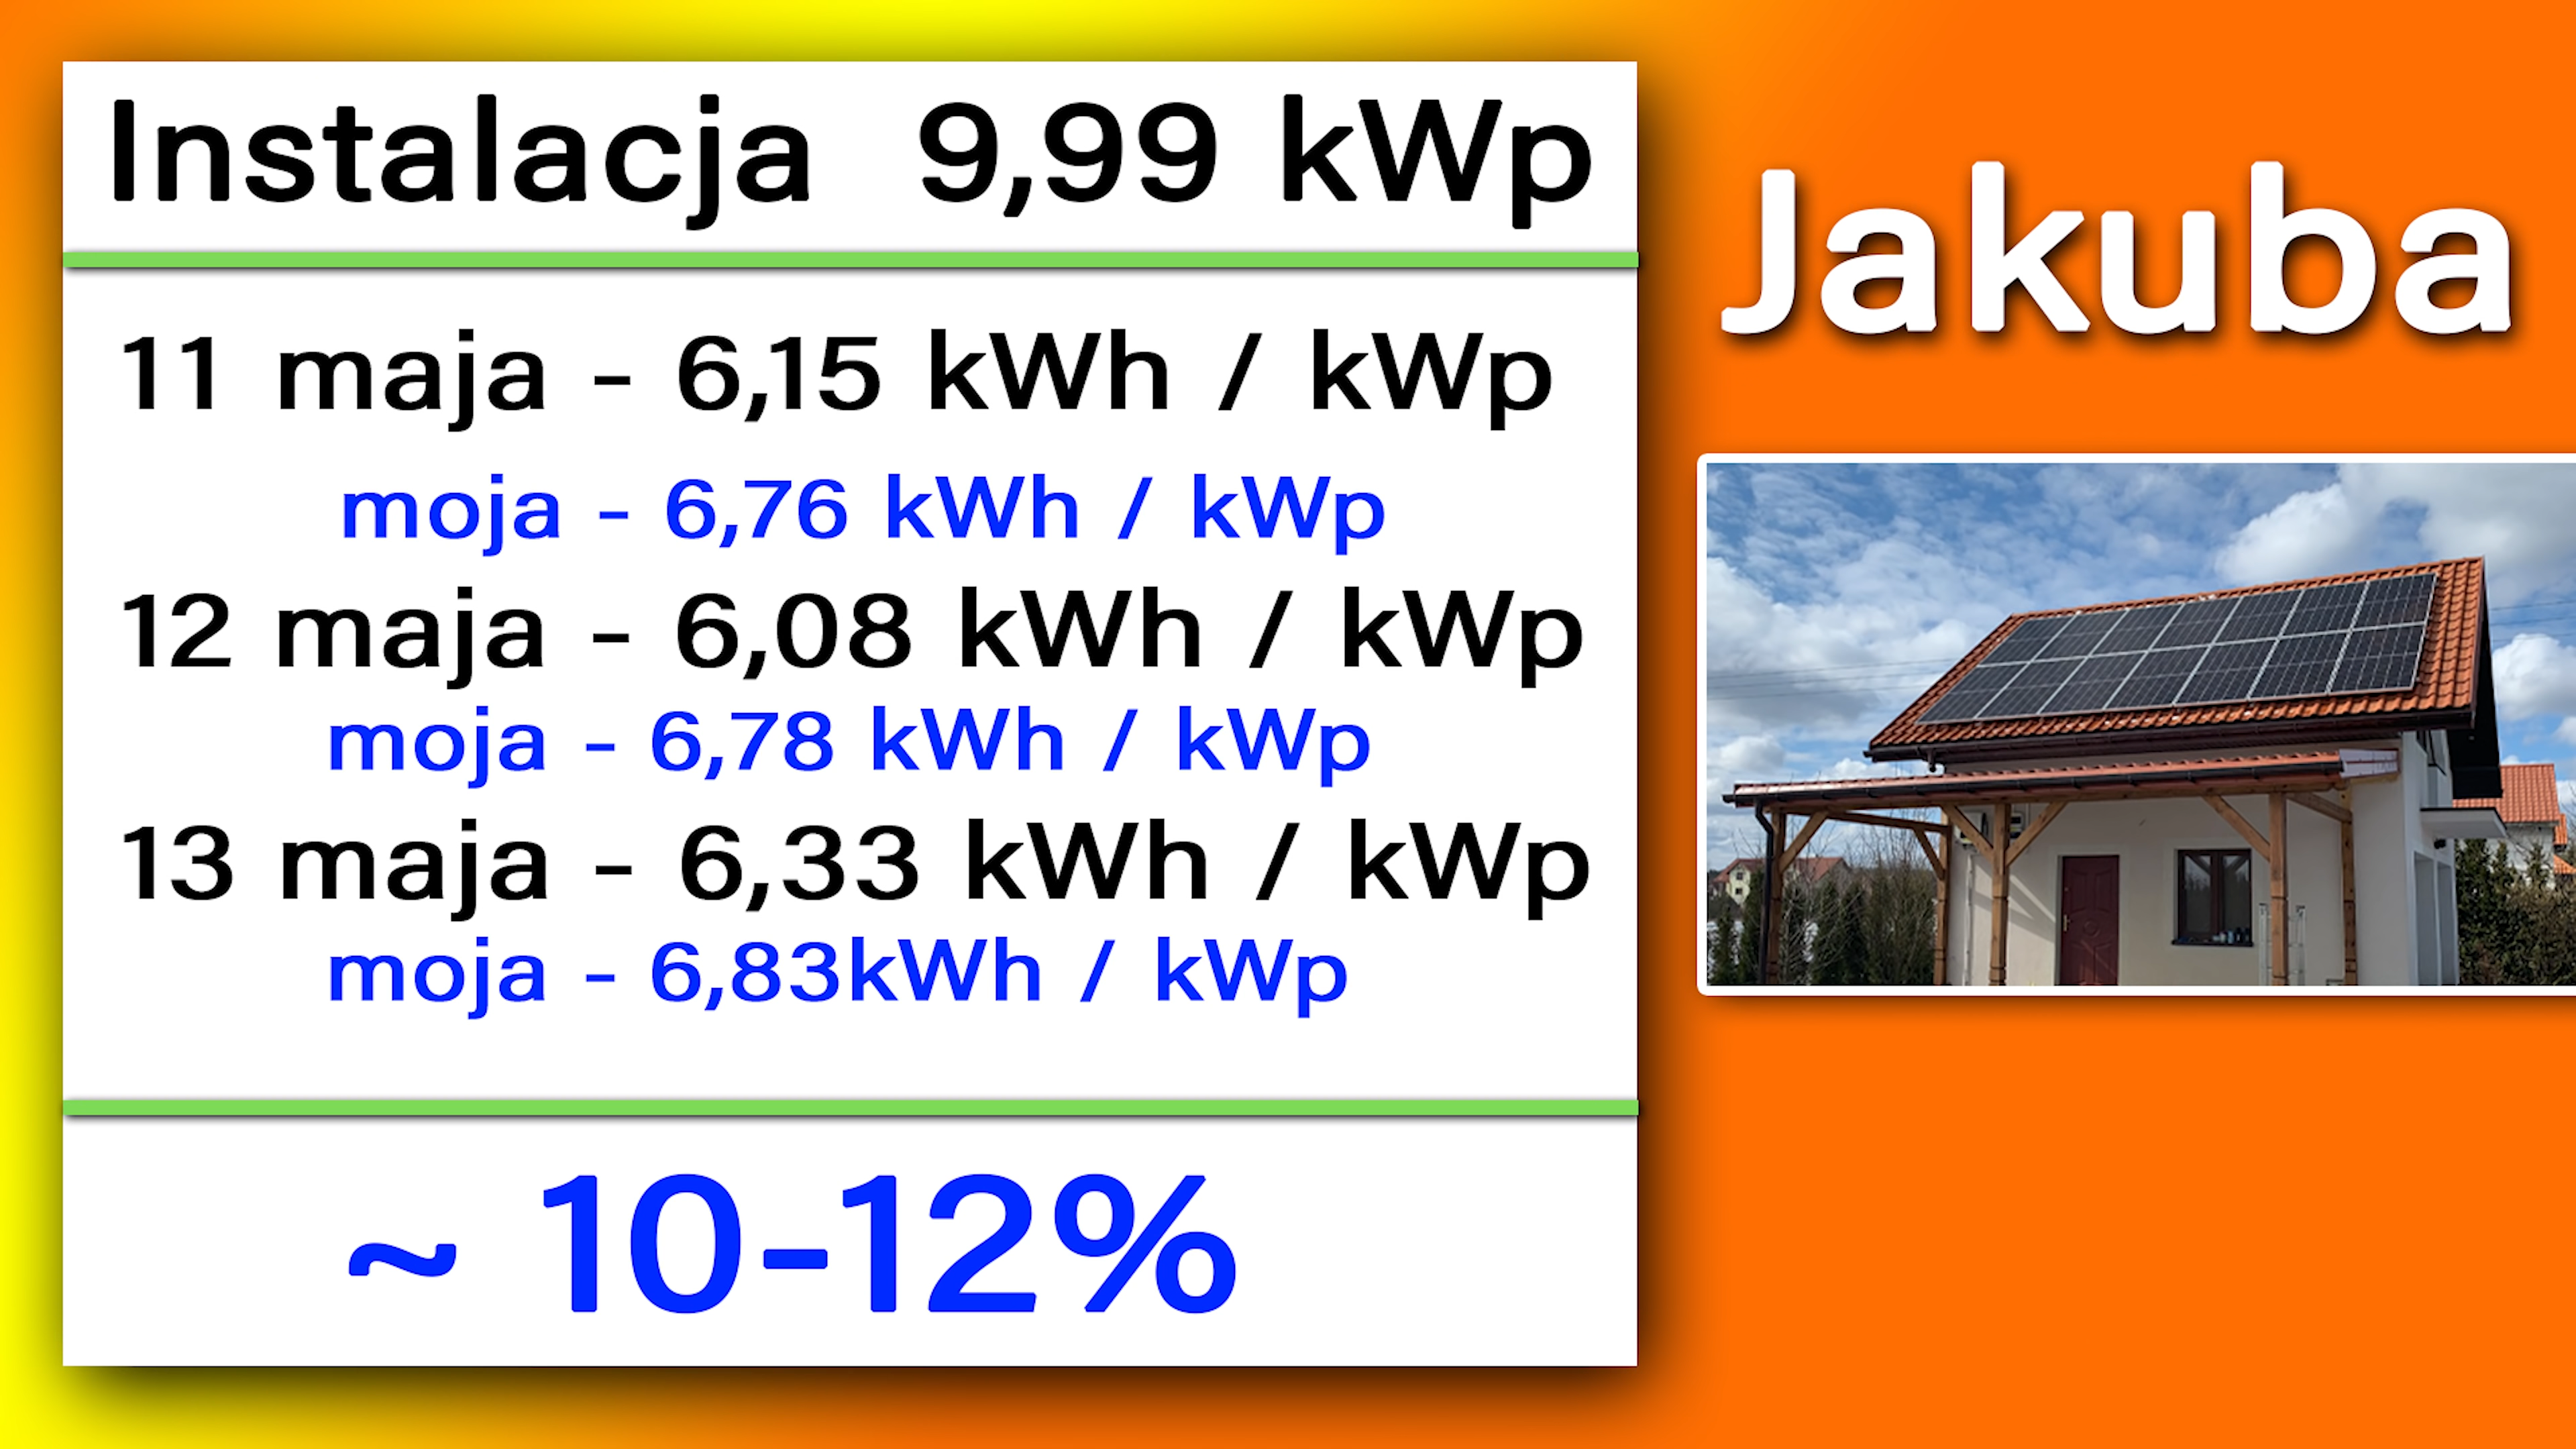 Instalacja 9,99 kWp
11 maja - 6,15 kWh / kWp
moja - 6,76 kWh / kWp
12 maja - 6,08 kWh / kWp
moja - 6,78 kWh / kWp
13 maja - 6,33 kWh / kWp
moja - 6,83kWh / kWp
~ 10-12%
Jakuba